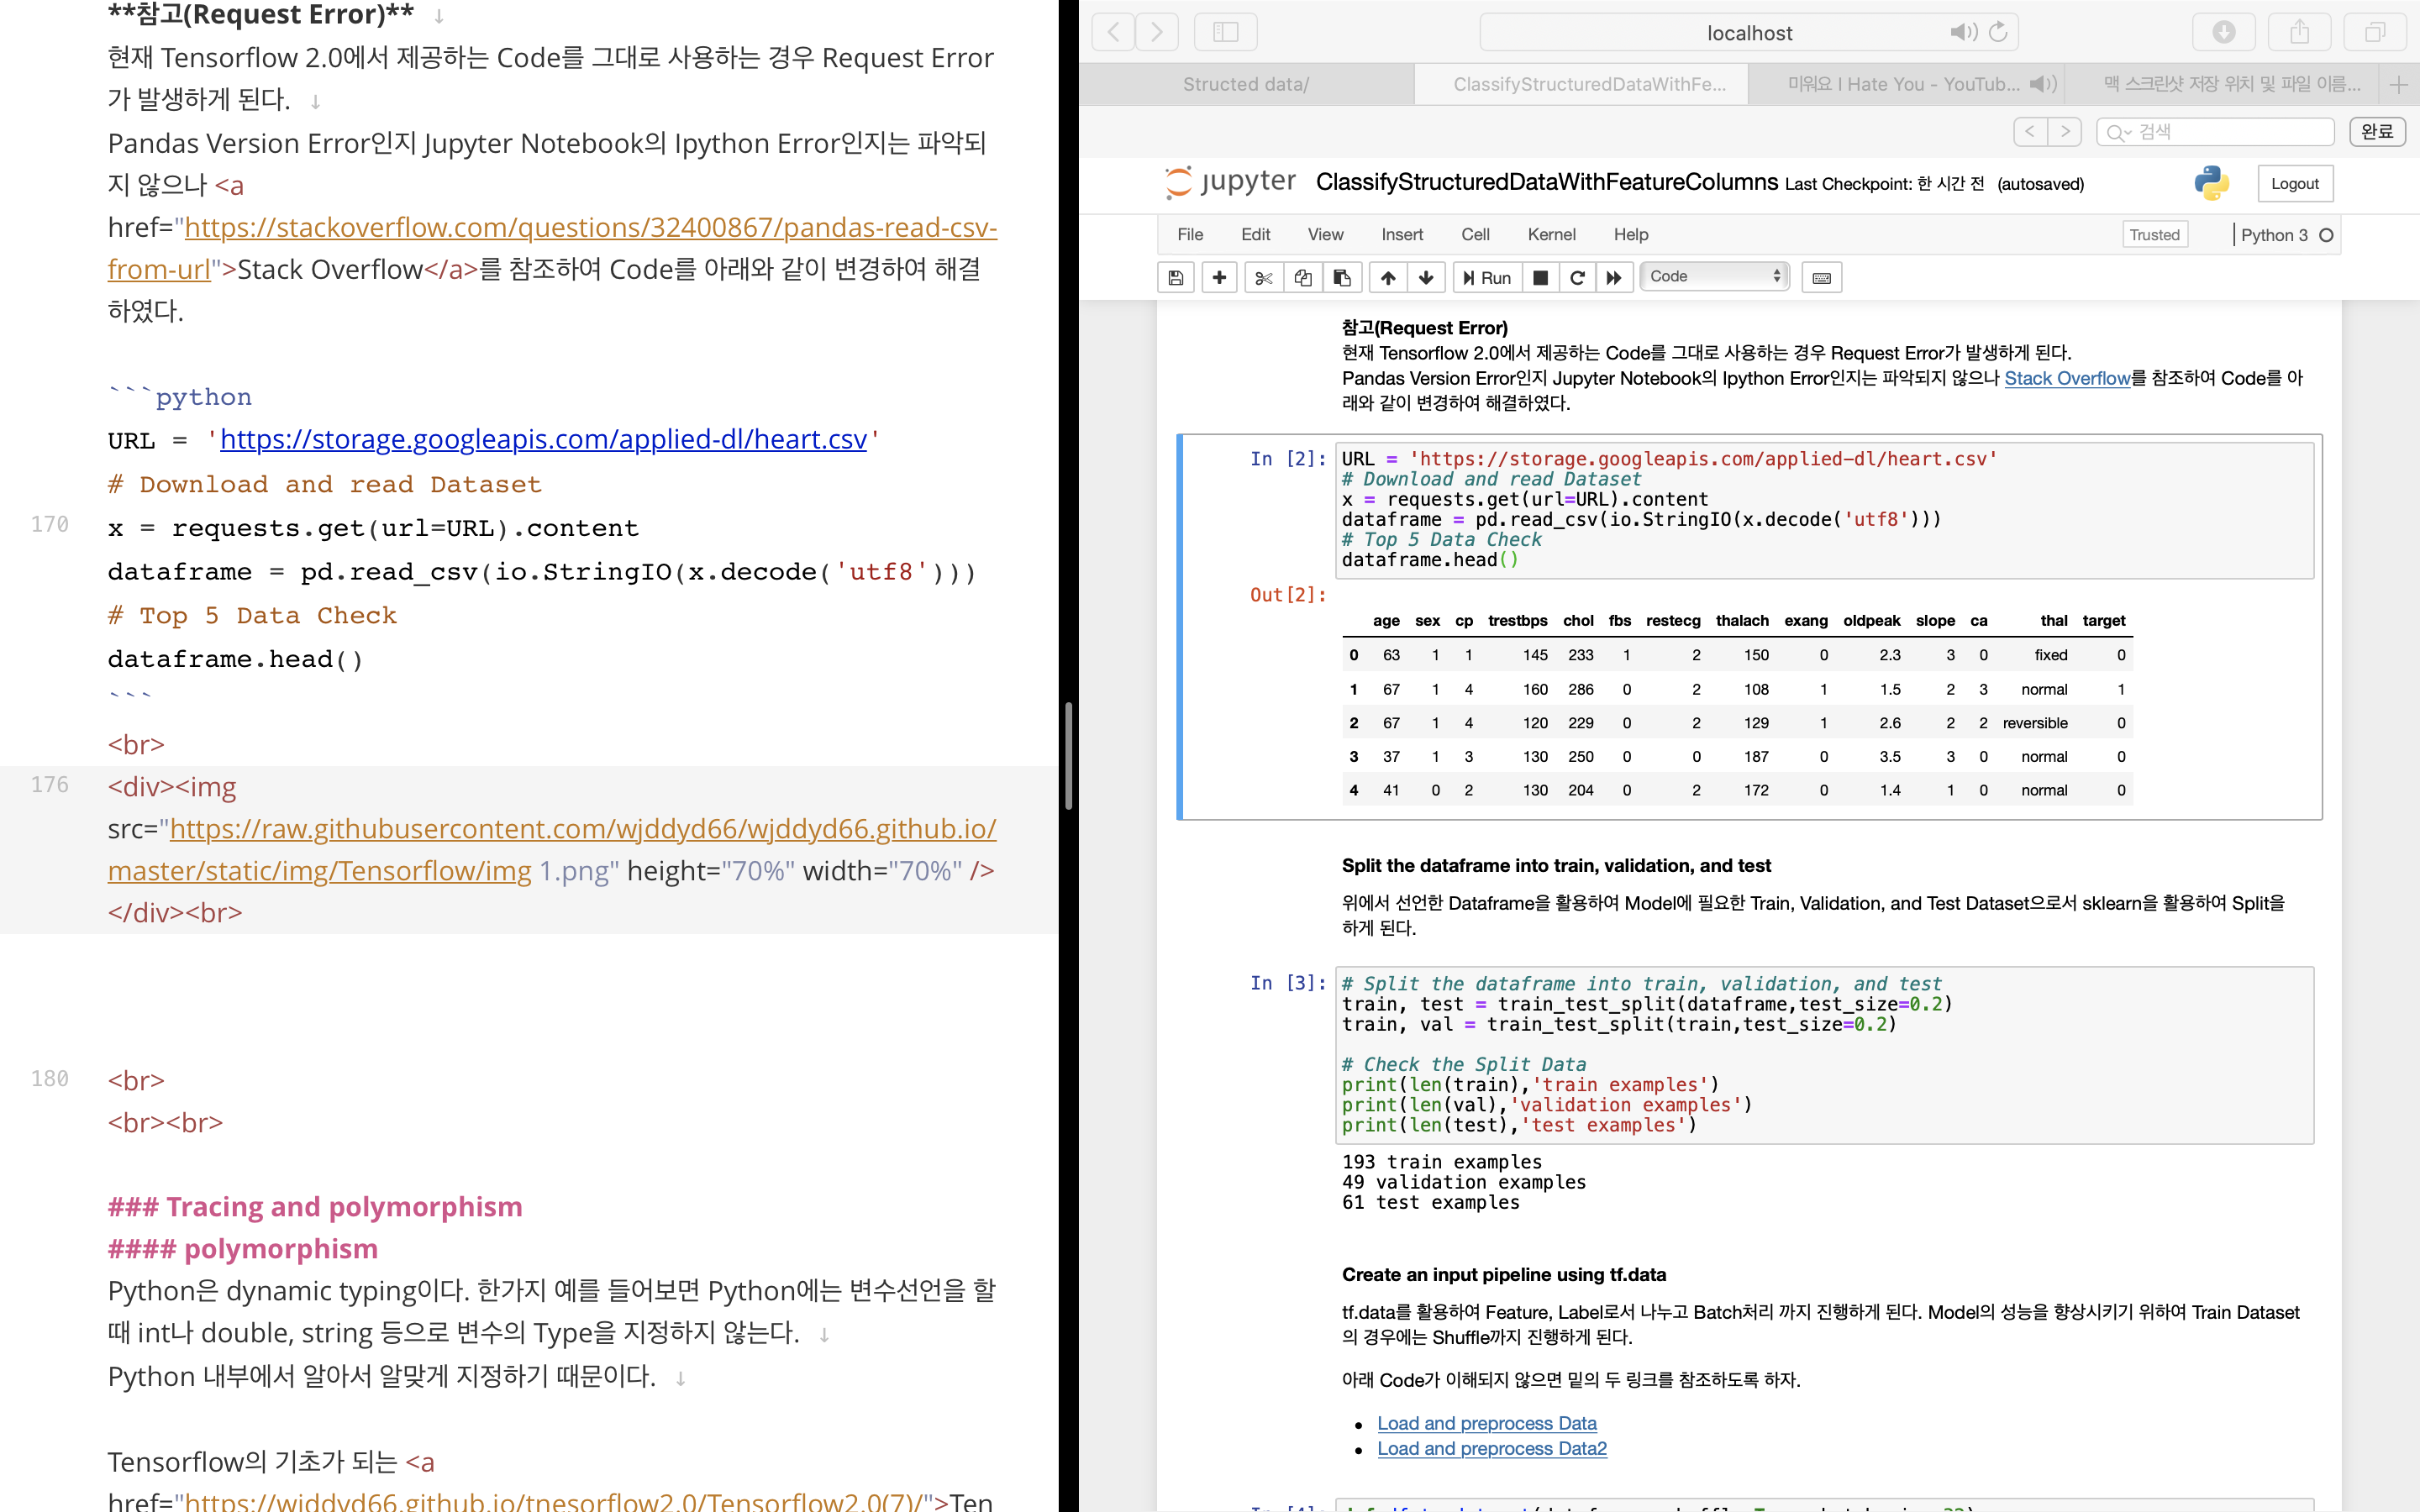 **참고(Request Error)** ↓
현재 Tensorflow 2.0에서 제공하는 Code를 그대로 사용하는 경우 Request Error
가 발생하게 된다. ↓
Pandas Version Error인지 Jupyter Notebook의 Ipython Error인지는 파악되
지 않으나 <a
href="https://stackoverflow.com/questions/32400867/pandas-read-csv-
from-url">Stack Overflow</a>를 참조하여 Code를 아래와 같이 변경하여 해결
하였다.
```python
URL = 'https://storage.googleapis.com/applied-dl/heart.csv'
# Download and read Dataset
170 x = requests.get(url=URL).content
dataframe = pd.read_csv(io.StringIO(x.decode('utf8')))
# Top 5 Data Check
dataframe.head()
```
<br>
176 <div><img
src="https://raw.githubusercontent.com/wjddyd66/wjddyd66.github.io/
master/static/img/Tensorflow/img 1.png" height="70%" width="70%" />
</div><br>
180 <br>
<br><br>
### Tracing and polymorphism
#### polymorphism
Python은 dynamic typing이다. 한가지 예를 들어보면 Python에는 변수선언을 할
때 int나 double, string 등으로 변수의 Type을 지정하지 않는다. ↓
Python 내부에서 알아서 알맞게 지정하기 때문이다. ↓
Tensorflow의 기초가 되는 <a
href="https://wjddyd66.github.io/tnesorflow2.0/Tensorflow2.0(7)/">Ten
localhost
Structed data/ ClassifyStructuredDataWithFe... 미워요 I Hate You - YouTub... 맥 스크린샷 저장 위치 및 파일 이름...
검색 완료
jupyter ClassifyStructuredDataWithFeatureColumns Last Checkpoint: 한 시간 전 (autosaved) Logout
File Edit View Insert Cell Kernel Help Trusted Python 3
Run Code
참고(Request Error)
현재 Tensorflow 2.0에서 제공하는 Code를 그대로 사용하는 경우 Request Error가 발생하게 된다.
Pandas Version Error인지 Jupyter Notebook의 Ipython Error인지는 파악되지 않으나 Stack Overflow를 참조하여 Code를 아
래와 같이 변경하여 해결하였다.
In [2]: URL = 'https://storage.googleapis.com/applied-dl/heart.csv'
# Download and read Dataset
x = requests.get(url=URL).content
dataframe = pd.read_csv(io.StringIO(x.decode('utf8')))
# Top 5 Data Check
dataframe.head()
Out[2]:
age sex cp trestbps chol fbs restecg thalach exang oldpeak slope ca thal target
0 63 1 1 145 233 1 2 150 0 2.3 3 0 fixed 0
1 67 1 4 160 286 0 2 108 1 1.5 2 3 normal 1
2 67 1 4 120 229 0 2 129 1 2.6 2 2 reversible 0
3 37 1 3 130 250 0 0 187 0 3.5 3 0 normal 0
4 41 0 2 130 204 0 2 172 0 1.4 1 0 normal 0
Split the dataframe into train, validation, and test
위에서 선언한 Dataframe을 활용하여 Model에 필요한 Train, Validation, and Test Dataset으로서 sklearn을 활용하여 Split을
하게 된다.
In [3]: # Split the dataframe into train, validation, and test
train, test = train_test_split(dataframe,test_size=0.2)
train, val = train_test_split(train,test_size=0.2)
# Check the Split Data
print(len(train),'train examples')
print(len(val),'validation examples')
print(len(test),'test examples')
193 train examples
49 validation examples
61 test examples
Create an input pipeline using tf.data
tf.data를 활용하여 Feature, Label로서 나누고 Batch처리 까지 진행하게 된다. Model의 성능을 향상시키기 위하여 Train Dataset
의 경우에는 Shuffle까지 진행하게 된다.
아래 Code가 이해되지 않으면 밑의 두 링크를 참조하도록 하자.
• Load and preprocess Data
• Load and preprocess Data2